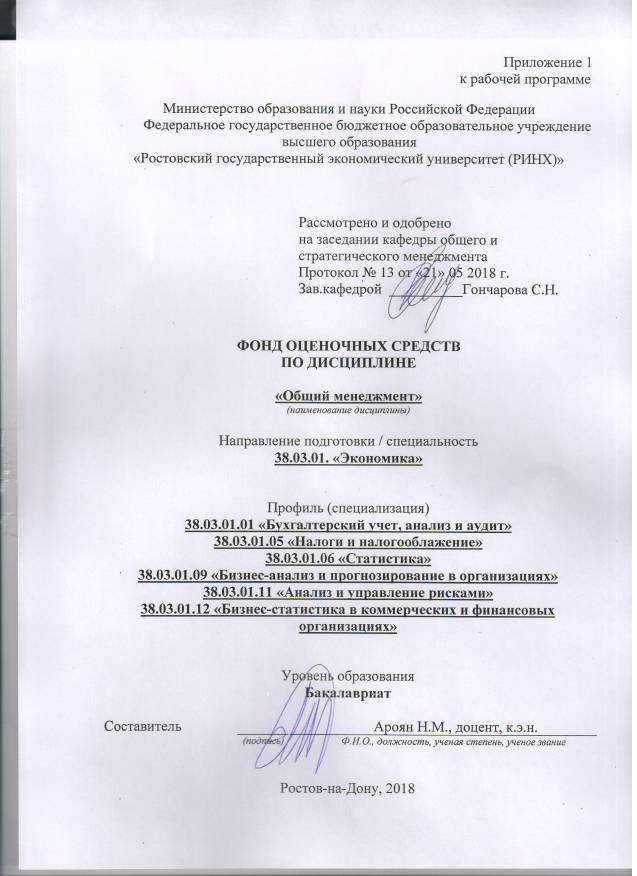 Приложение 1
к рабочей программе
Министерство образования и науки Российской Федерации
Федеральное государственное бюджетное образовательное учреждение
высшего образования
«Ростовский государственный экономический университет (РИНХ)»
Рассмотрено и одобрено
на заседании кафедры общего и
стратегического менеджмента
Протокол № 13 от «21» 05 2018 г.
Зав.кафедрой __________Гончарова С.Н.
ФОНД ОЦЕНОЧНЫХ СРЕДСТВ
ПО ДИСЦИПЛИНЕ
«Общий менеджмент»
(наименование дисциплины)
Направление подготовки / специальность
38.03.01. «Экономика»
Профиль (специализация)
38.03.01.01 «Бухгалтерский учет, анализ и аудит»
38.03.01.05 «Налоги и налогообложение»
38.03.01.06 «Статистика»
38.03.01.09 «Бизнес-анализ и прогнозирование в организациях»
38.03.01.11 «Анализ и управление рисками»
38.03.01.12 «Бизнес-статистика в коммерческих и финансовых
организациях»
Уровень образования
Бакалавриат
Составитель Ароян Н.М., доцент, к.э.н.
(подпись) Ф.И.О., должность, ученая степень, ученое звание
Ростов-на-Дону, 2018